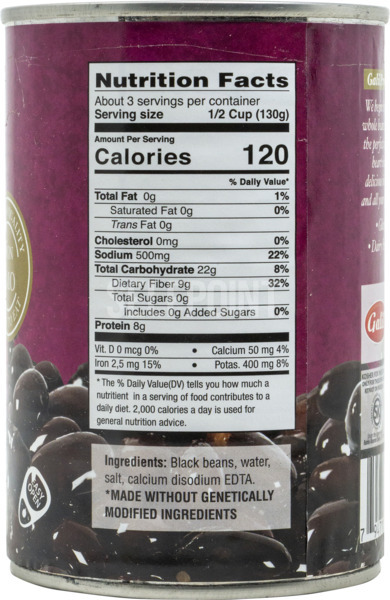 Nutrition Facts
About 3 servings per container
Serving size 1/2 Cup (130g)
Amount Per Serving
Calories 120
% Daily Value*
Total Fat 0g 1%
Saturated Fat 0g 0%
Trans Fat 0g
Cholesterol 0mg 0%
Sodium 500mg 22%
Total Carbohydrate 22g 8%
Dietary Fiber 9g 32%
Total Sugars 0g
Includes 0g Added Sugars 0%
Protein 8g
Vit. D 0 mcg 0% • Calcium 50 mg 4%
Iron 2,5 mg 15% • Potas. 400 mg 8%
*The % Daily Value(DV) tells you how much a
nutritient in a serving of food contributes to a
daily diet. 2,000 calories a day is used for
general nutrition advice.
Ingredients: Black beans, water,
salt, calcium disodium EDTA.
*MADE WITHOUT GENETICALLY
MODIFIED INGREDIENTS
EASY
OPEN